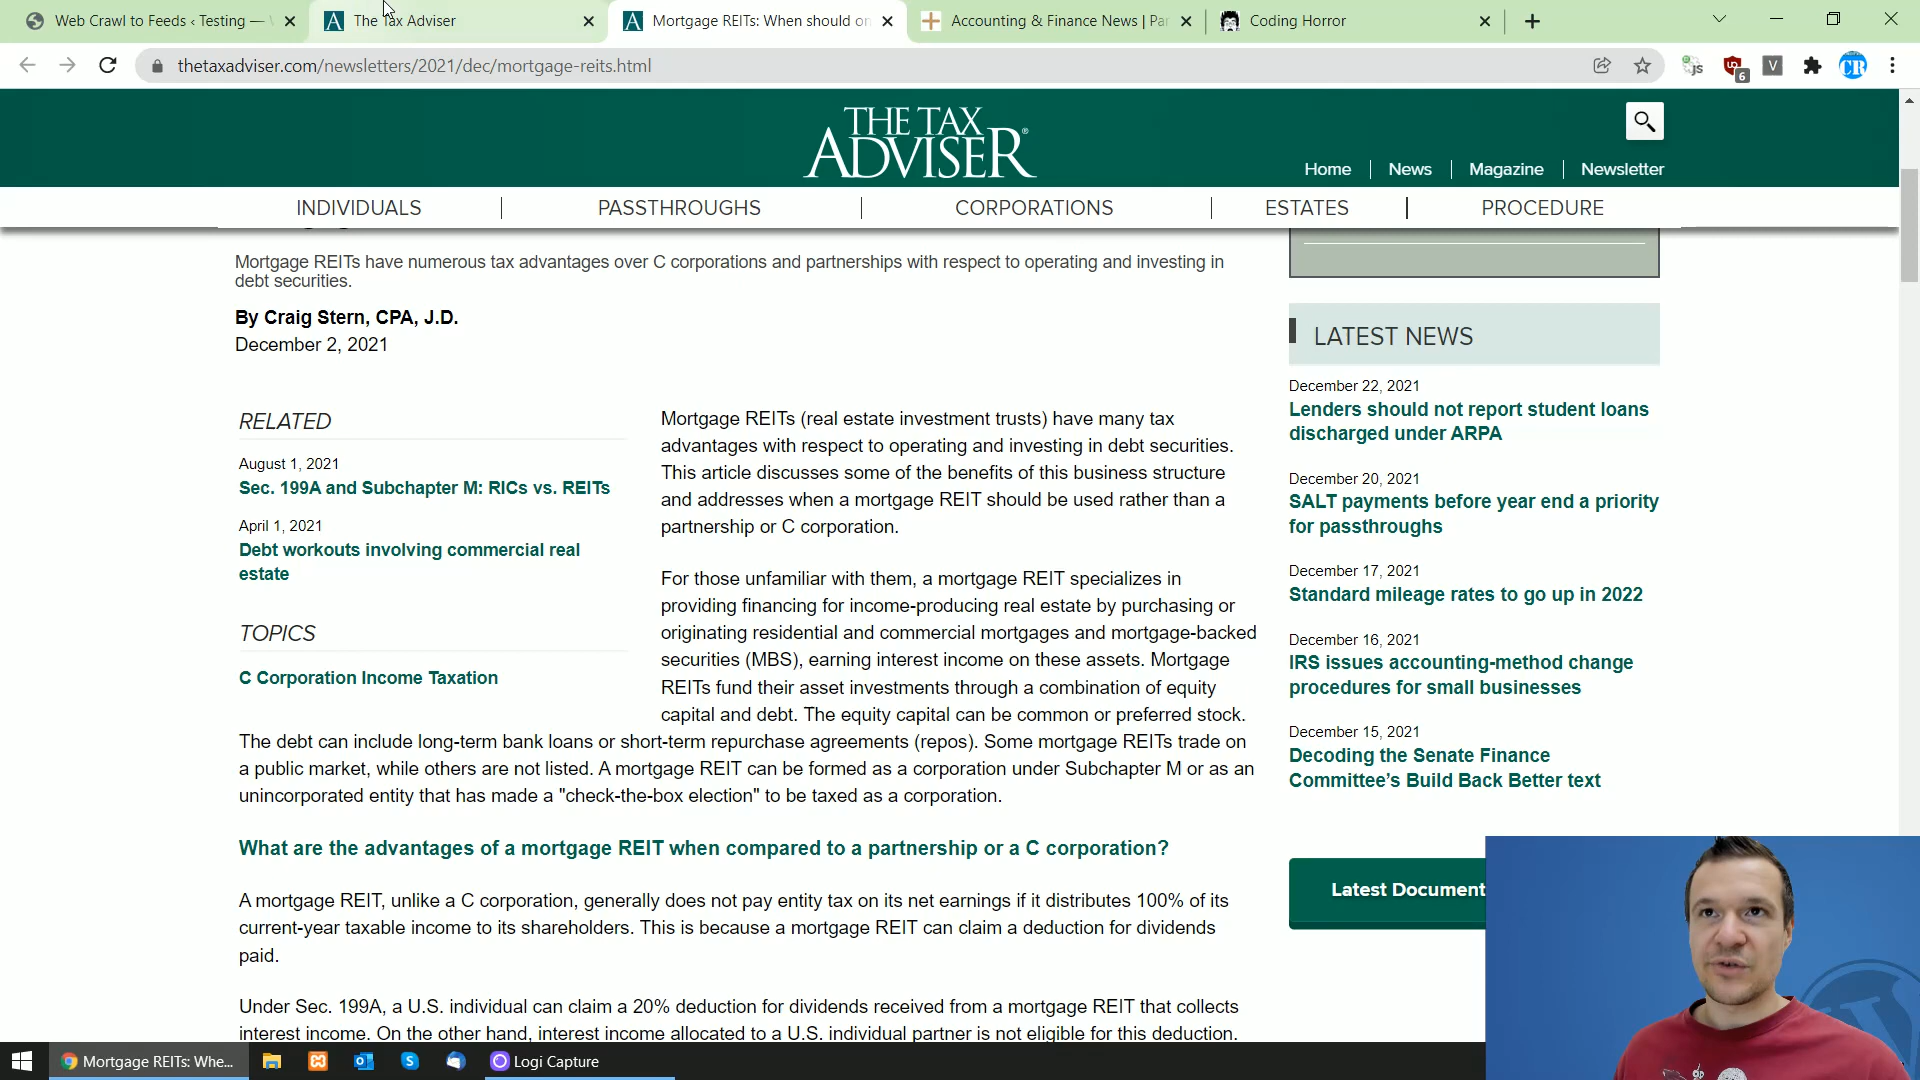 Web Crawl to Feeds ‹ Testing —
The Tax Adviser
Mortgage REITs: When should on
Accounting & Finance News | Par
Coding Horror
thetaxadviser.com/newsletters/2021/dec/mortgage-reits.html
JS
6
V
CR
THE TAX
ADVISER®
Home
News
Magazine
Newsletter
INDIVIDUALS
PASSTHROUGHS
CORPORATIONS
ESTATES
PROCEDURE
Mortgage REITs have numerous tax advantages over C corporations and partnerships with respect to operating and investing in
debt securities.
By Craig Stern, CPA, J.D.
December 2, 2021
RELATED
August 1, 2021
Sec. 199A and Subchapter M: RICs vs. REITs
April 1, 2021
Debt workouts involving commercial real
estate
TOPICS
C Corporation Income Taxation
Mortgage REITs (real estate investment trusts) have many tax
advantages with respect to operating and investing in debt securities.
This article discusses some of the benefits of this business structure
and addresses when a mortgage REIT should be used rather than a
partnership or C corporation.
For those unfamiliar with them, a mortgage REIT specializes in
providing financing for income-producing real estate by purchasing or
originating residential and commercial mortgages and mortgage-backed
securities (MBS), earning interest income on these assets. Mortgage
REITs fund their asset investments through a combination of equity
capital and debt. The equity capital can be common or preferred stock.
The debt can include long-term bank loans or short-term repurchase agreements (repos). Some mortgage REITs trade on
a public market, while others are not listed. A mortgage REIT can be formed as a corporation under Subchapter M or as an
unincorporated entity that has made a "check-the-box election" to be taxed as a corporation.
What are the advantages of a mortgage REIT when compared to a partnership or a C corporation?
A mortgage REIT, unlike a C corporation, generally does not pay entity tax on its net earnings if it distributes 100% of its
current-year taxable income to its shareholders. This is because a mortgage REIT can claim a deduction for dividends
paid.
Under Sec. 199A, a U.S. individual can claim a 20% deduction for dividends received from a mortgage REIT that collects
interest income. On the other hand, interest income allocated to a U.S. individual partner is not eligible for this deduction.
LATEST NEWS
December 22, 2021
Lenders should not report student loans
discharged under ARPA
December 20, 2021
SALT payments before year end a priority
for passthroughs
December 17, 2021
Standard mileage rates to go up in 2022
December 16, 2021
IRS issues accounting-method change
procedures for small businesses
December 15, 2021
Decoding the Senate Finance
Committee's Build Back Better text
Latest Document
Mortgage REITs: Whe...
Logi Capture